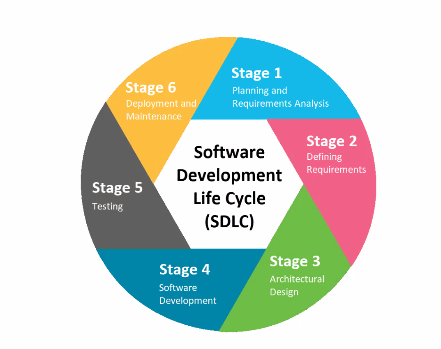 Stage 1
Planning and
Requirements Analysis
Stage 2
Defining
Requirements
Stage 3
Architectural
Design
Stage 4
Software
Development
Stage 5
Testing
Stage 6
Deployment and
Maintenance
Software
Development
Life Cycle
(SDLC)